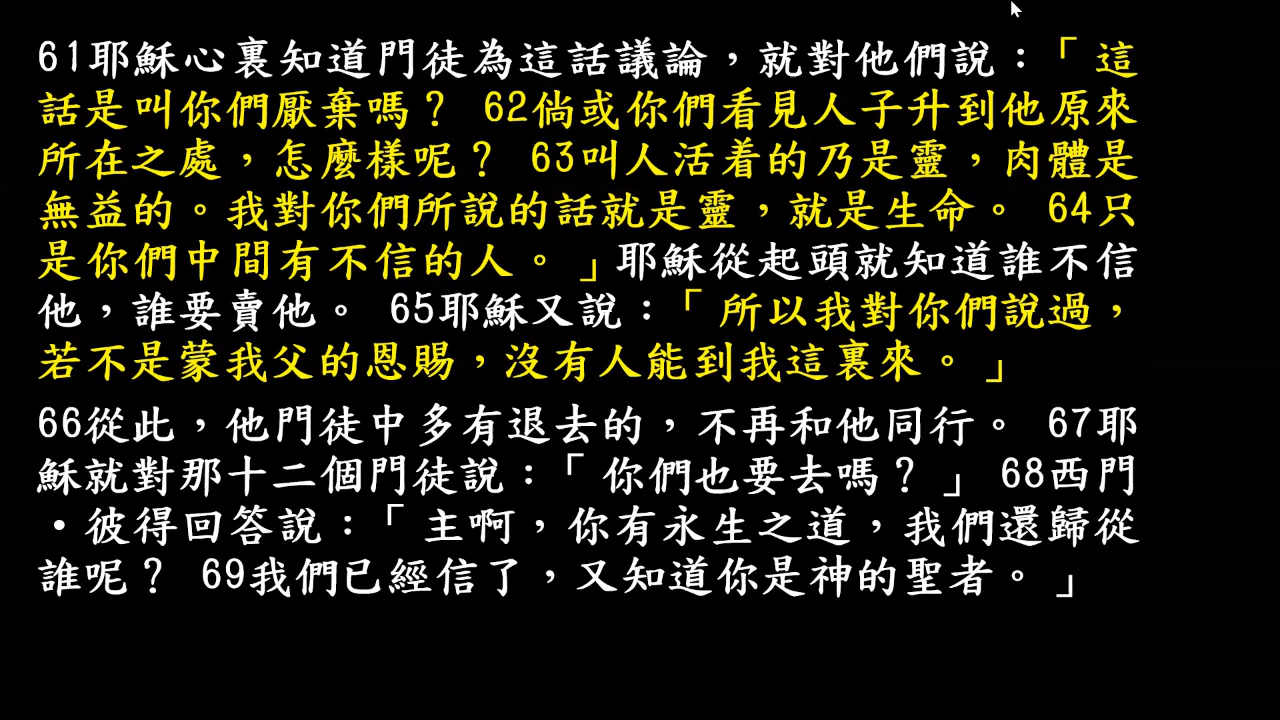 61耶穌心裏知道門徒為這話議論，就對他們說：「 這
話是叫你們厭棄嗎？ 62倘或你們看見人子升到他原來
所在之處，怎麼樣呢？ 63叫人活着的乃是靈，肉體是
無益的。我對你們所說的話就是靈，就是生命。 64只
是你們中間有不信的人。 」耶穌從起頭就知道誰不信
他，誰要賣他。 65耶穌又說：「 所以我對你們說過，
若不是蒙我父的恩賜，沒有人能到我這裏來。 」
66從此，他門徒中多有退去的，不再和他同行。 67耶
穌就對那十二個門徒說：「 你們也要去嗎？ 」 68西門
•彼得回答說：「 主啊，你有永生之道，我們還歸從
誰呢？ 69我們已經信了，又知道你是神的聖者。 」